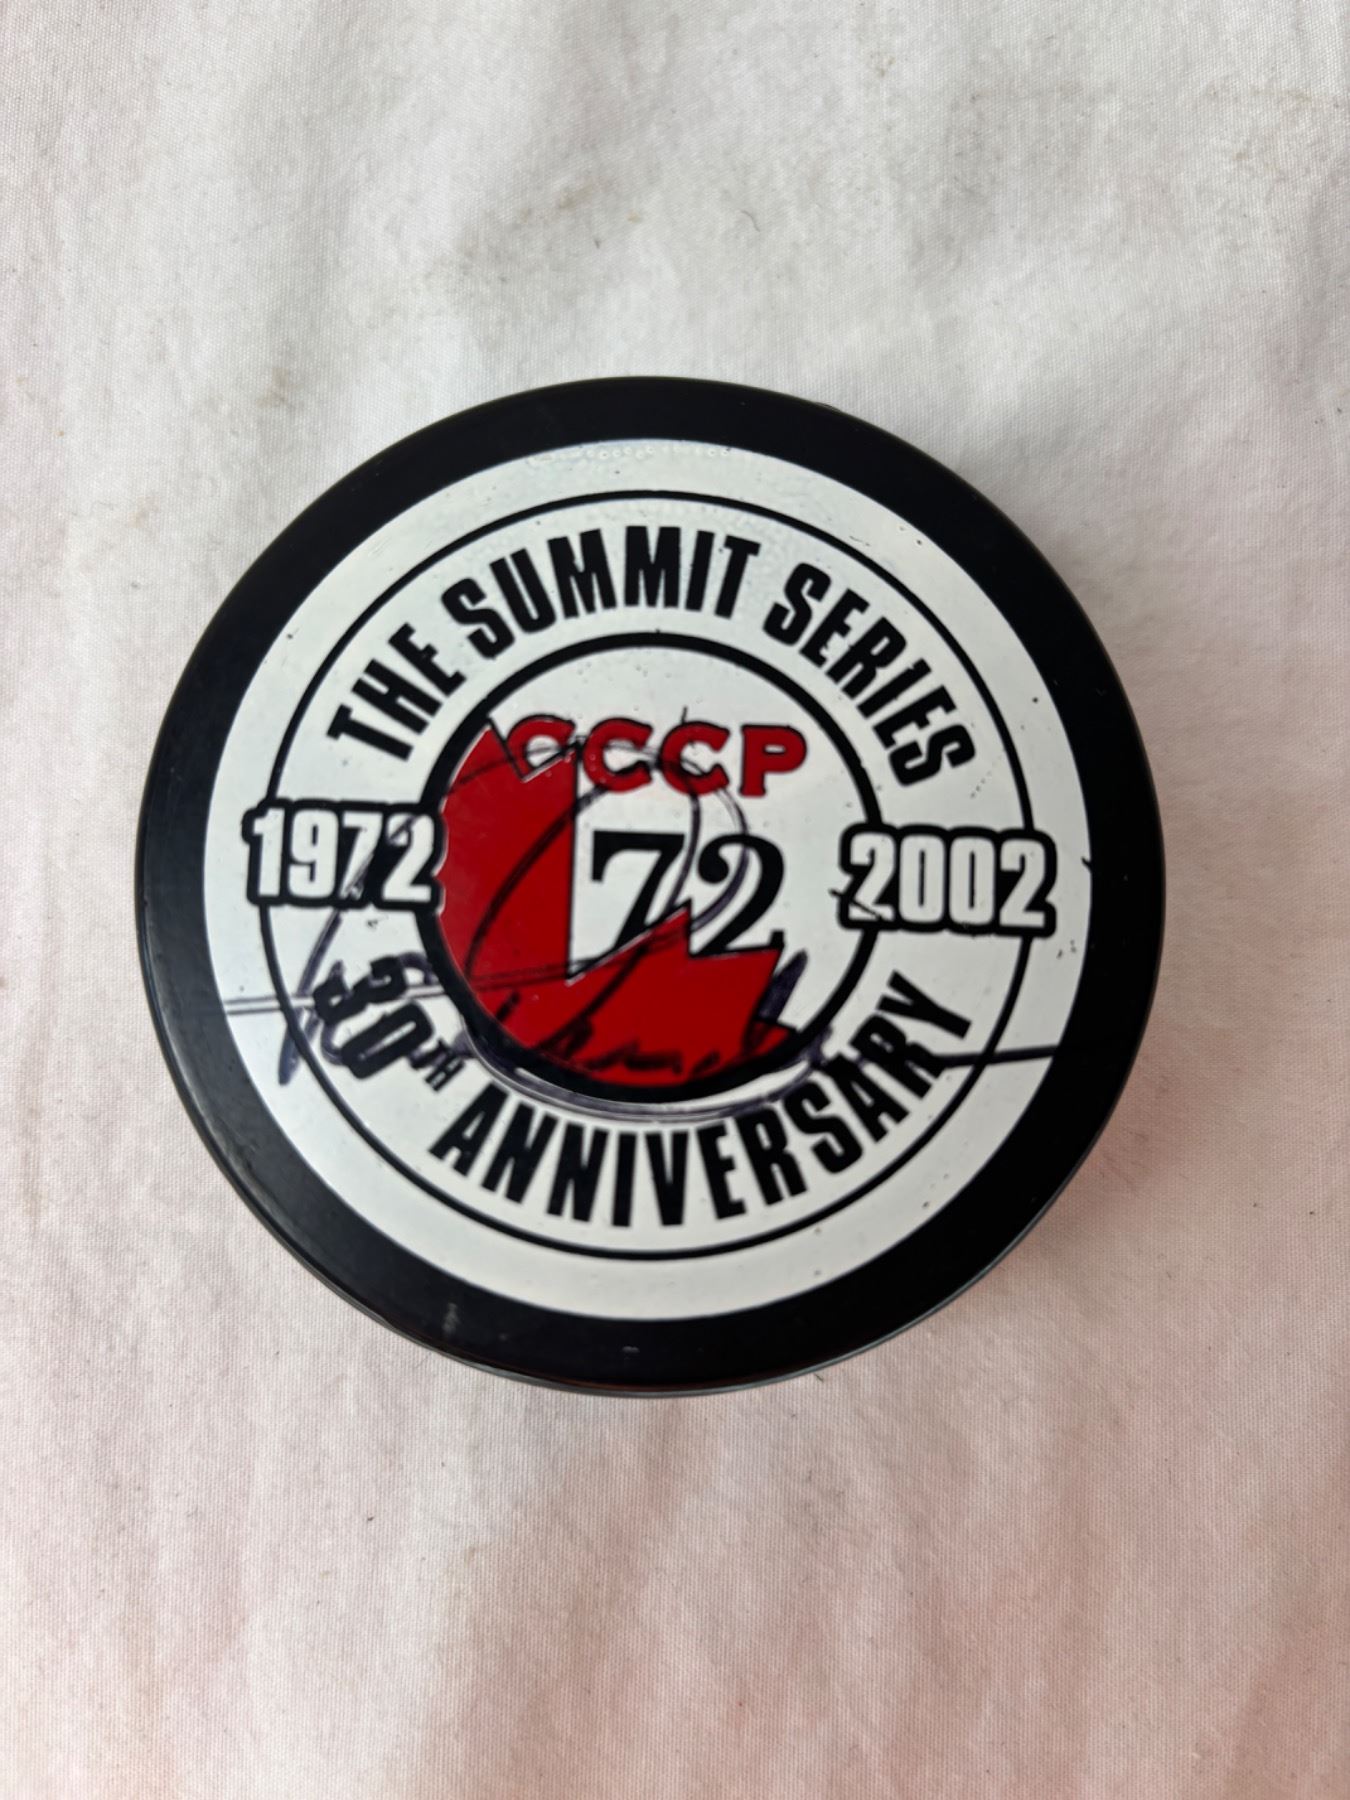 THE SUMMIT SERIES
CCCP
1972
72
2002
30TH ANNIVERSARY